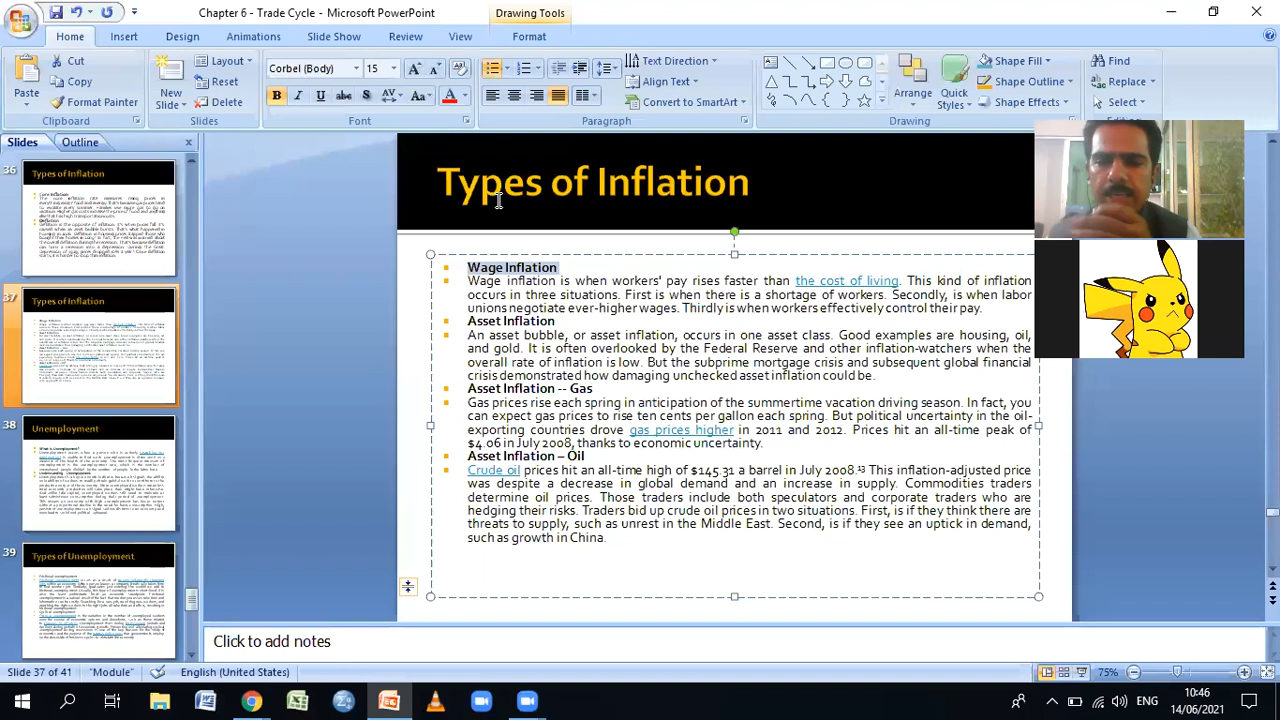 Chapter 6 - Trade Cycle - Microsoft PowerPoint
Drawing Tools
Home Insert Design Animations Slide Show Review View Format
Paste
Cut
Copy
Format Painter
Clipboard
New Slide
Layout
Reset
Delete
Slides
Corbel (Body) 15
B I U abc S AV Aa A
Font
Text Direction
Align Text
Convert to SmartArt
Paragraph
Arrange
Quick Styles
Shape Fill
Shape Outline
Shape Effects
Drawing
Find
Replace
Select
Slides Outline
36
Types of Inflation
37
Types of Inflation
38
Unemployment
39
Types of Unemployment
Types of Inflation
Wage Inflation
Wage inflation is when workers' pay rises faster than the cost of living. This kind of inflation
occurs in three situations. First is when there is a shortage of workers. Secondly, is when labor
unions negotiate ever-higher wages. Thirdly is when workers effectively control their pay.
Asset Inflation
An asset bubble, or asset inflation, occurs in one asset class. Good examples are housing, oil,
and gold. It is often overlooked by the Federal Reserve and other inflation-watchers when the
overall rate of inflation is low. But the subprime mortgage crisis and subsequent global financial
crisis demonstrated how damaging unchecked asset inflation could be.
Asset Inflation -- Gas
Gas prices rise each spring in anticipation of the summertime vacation driving season. In fact, you
can expect gas prices to rise ten cents per gallon each spring. But political uncertainty in the oil-
exporting countries drove gas prices higher in 2011 and 2012. Prices hit an all-time peak of
$4.06 in July 2008, thanks to economic uncertainty.
Asset Inflation – Oil
Crude oil prices hit an all-time high of $145.31 a barrel in July 2008. This inflation-adjusted price
was despite a decrease in global demand and an increase in supply. Commodities traders
determine oil prices. Those traders include both speculators and corporate traders who are
hedging their risks. Traders bid up crude oil prices in two situations. First, is if they think there are
threats to supply, such as unrest in the Middle East. Second, is if they see an uptick in demand,
such as growth in China.
Click to add notes
Slide 37 of 41 "Module" English (United States) 75%
ENG
10:46
14/06/2021